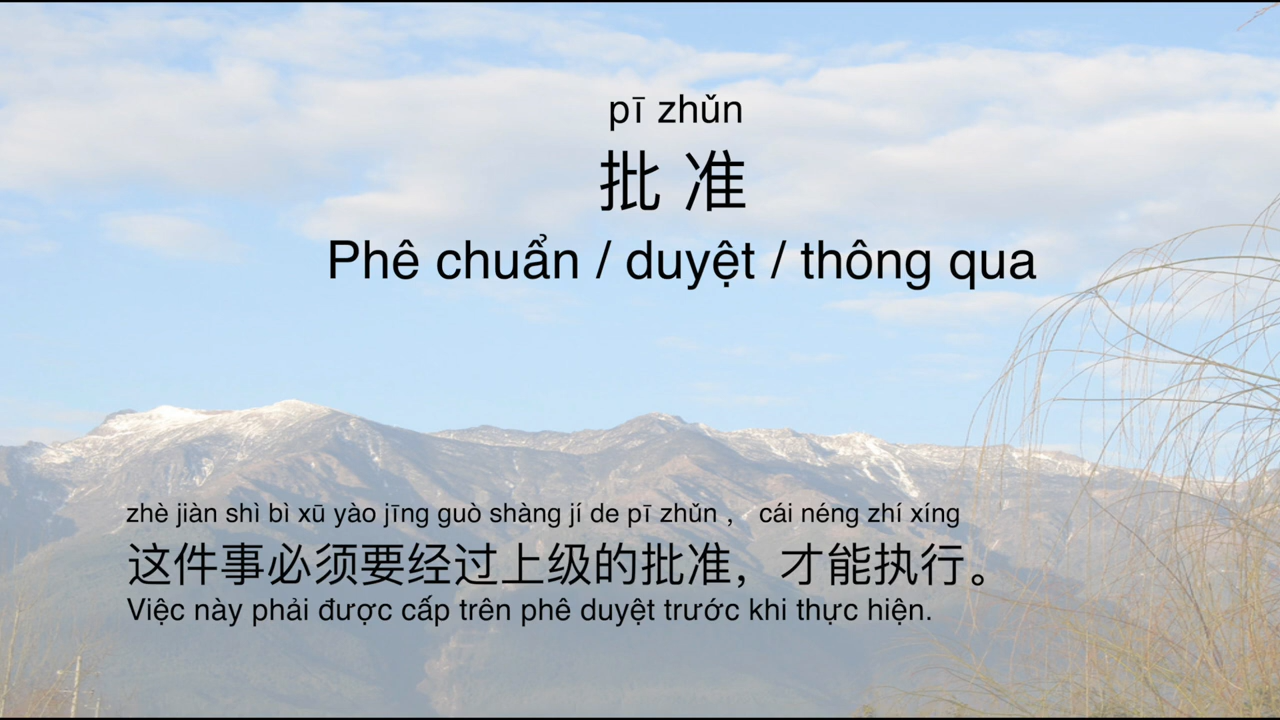 pī zhǔn
批 准
Phê chuẩn / duyệt / thông qua
zhè jiàn shì bì xū yào jīng guò shàng jí de pī zhǔn ， cái néng zhí xíng
这件事必须要经过上级的批准，才能执行。
Việc này phải được cấp trên phê duyệt trước khi thực hiện.